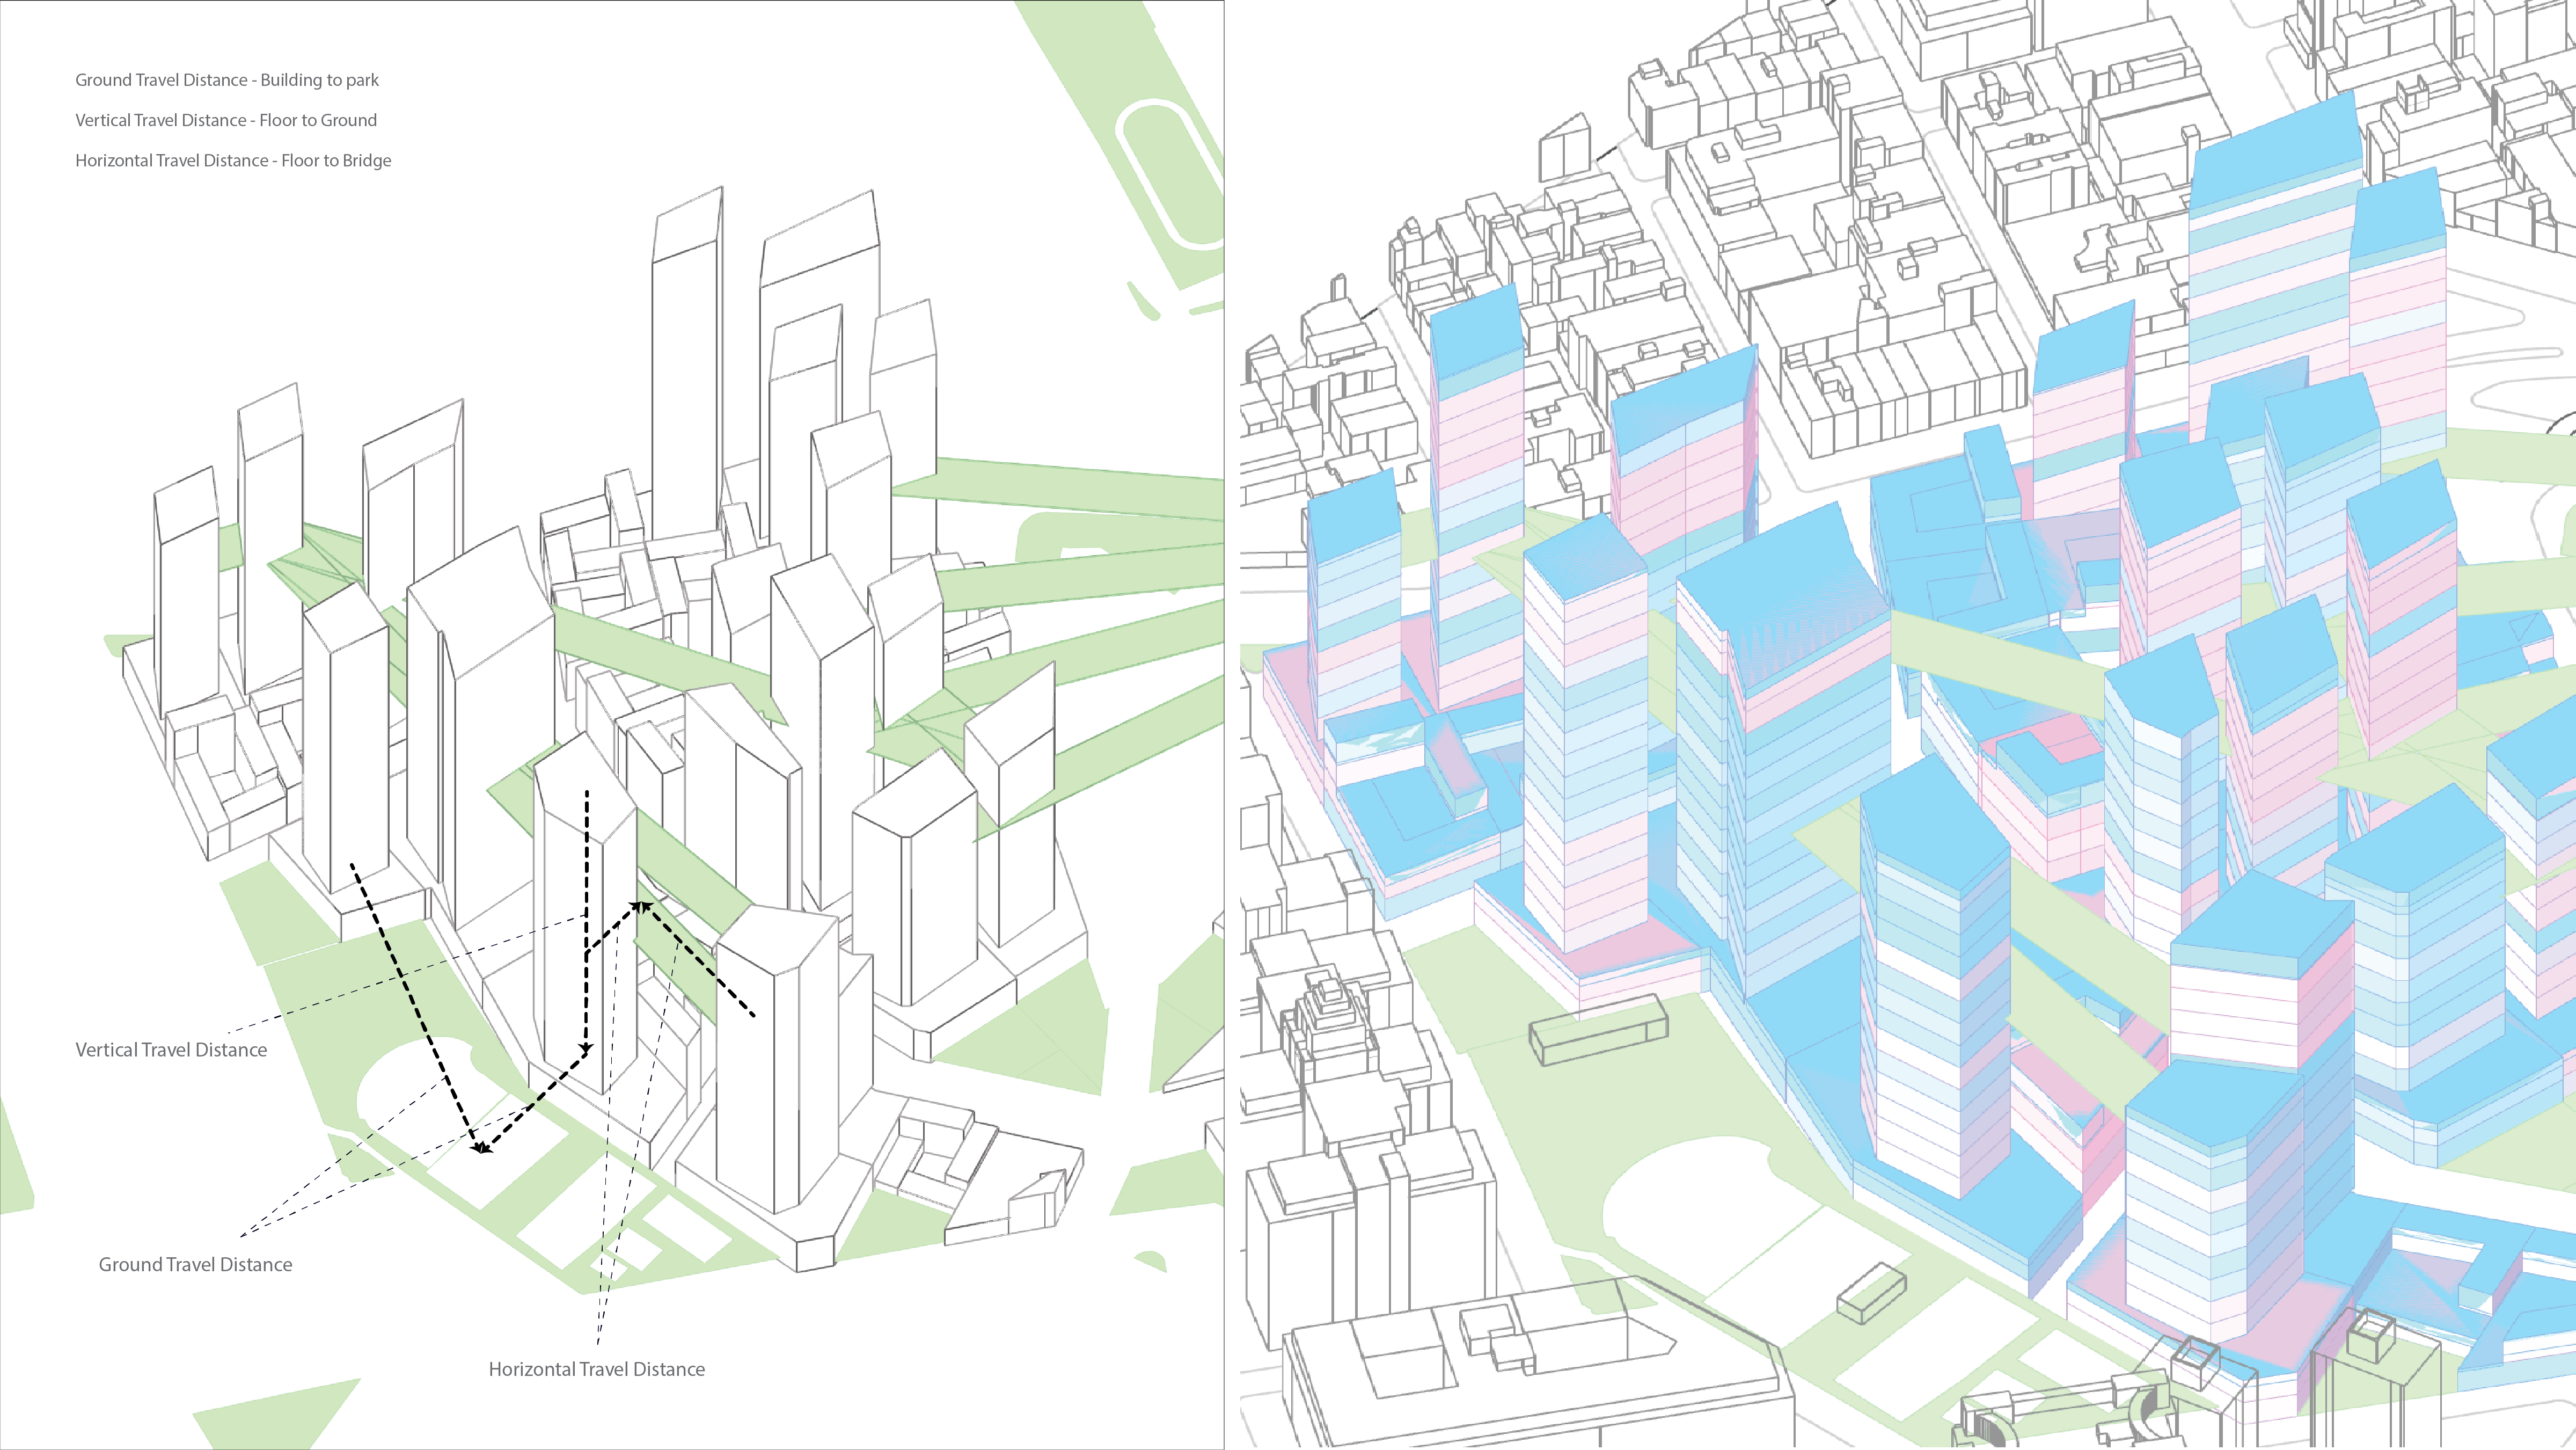 Ground Travel Distance - Building to park
Vertical Travel Distance - Floor to Ground
Horizontal Travel Distance - Floor to Bridge
Vertical Travel Distance
Ground Travel Distance
Horizontal Travel Distance